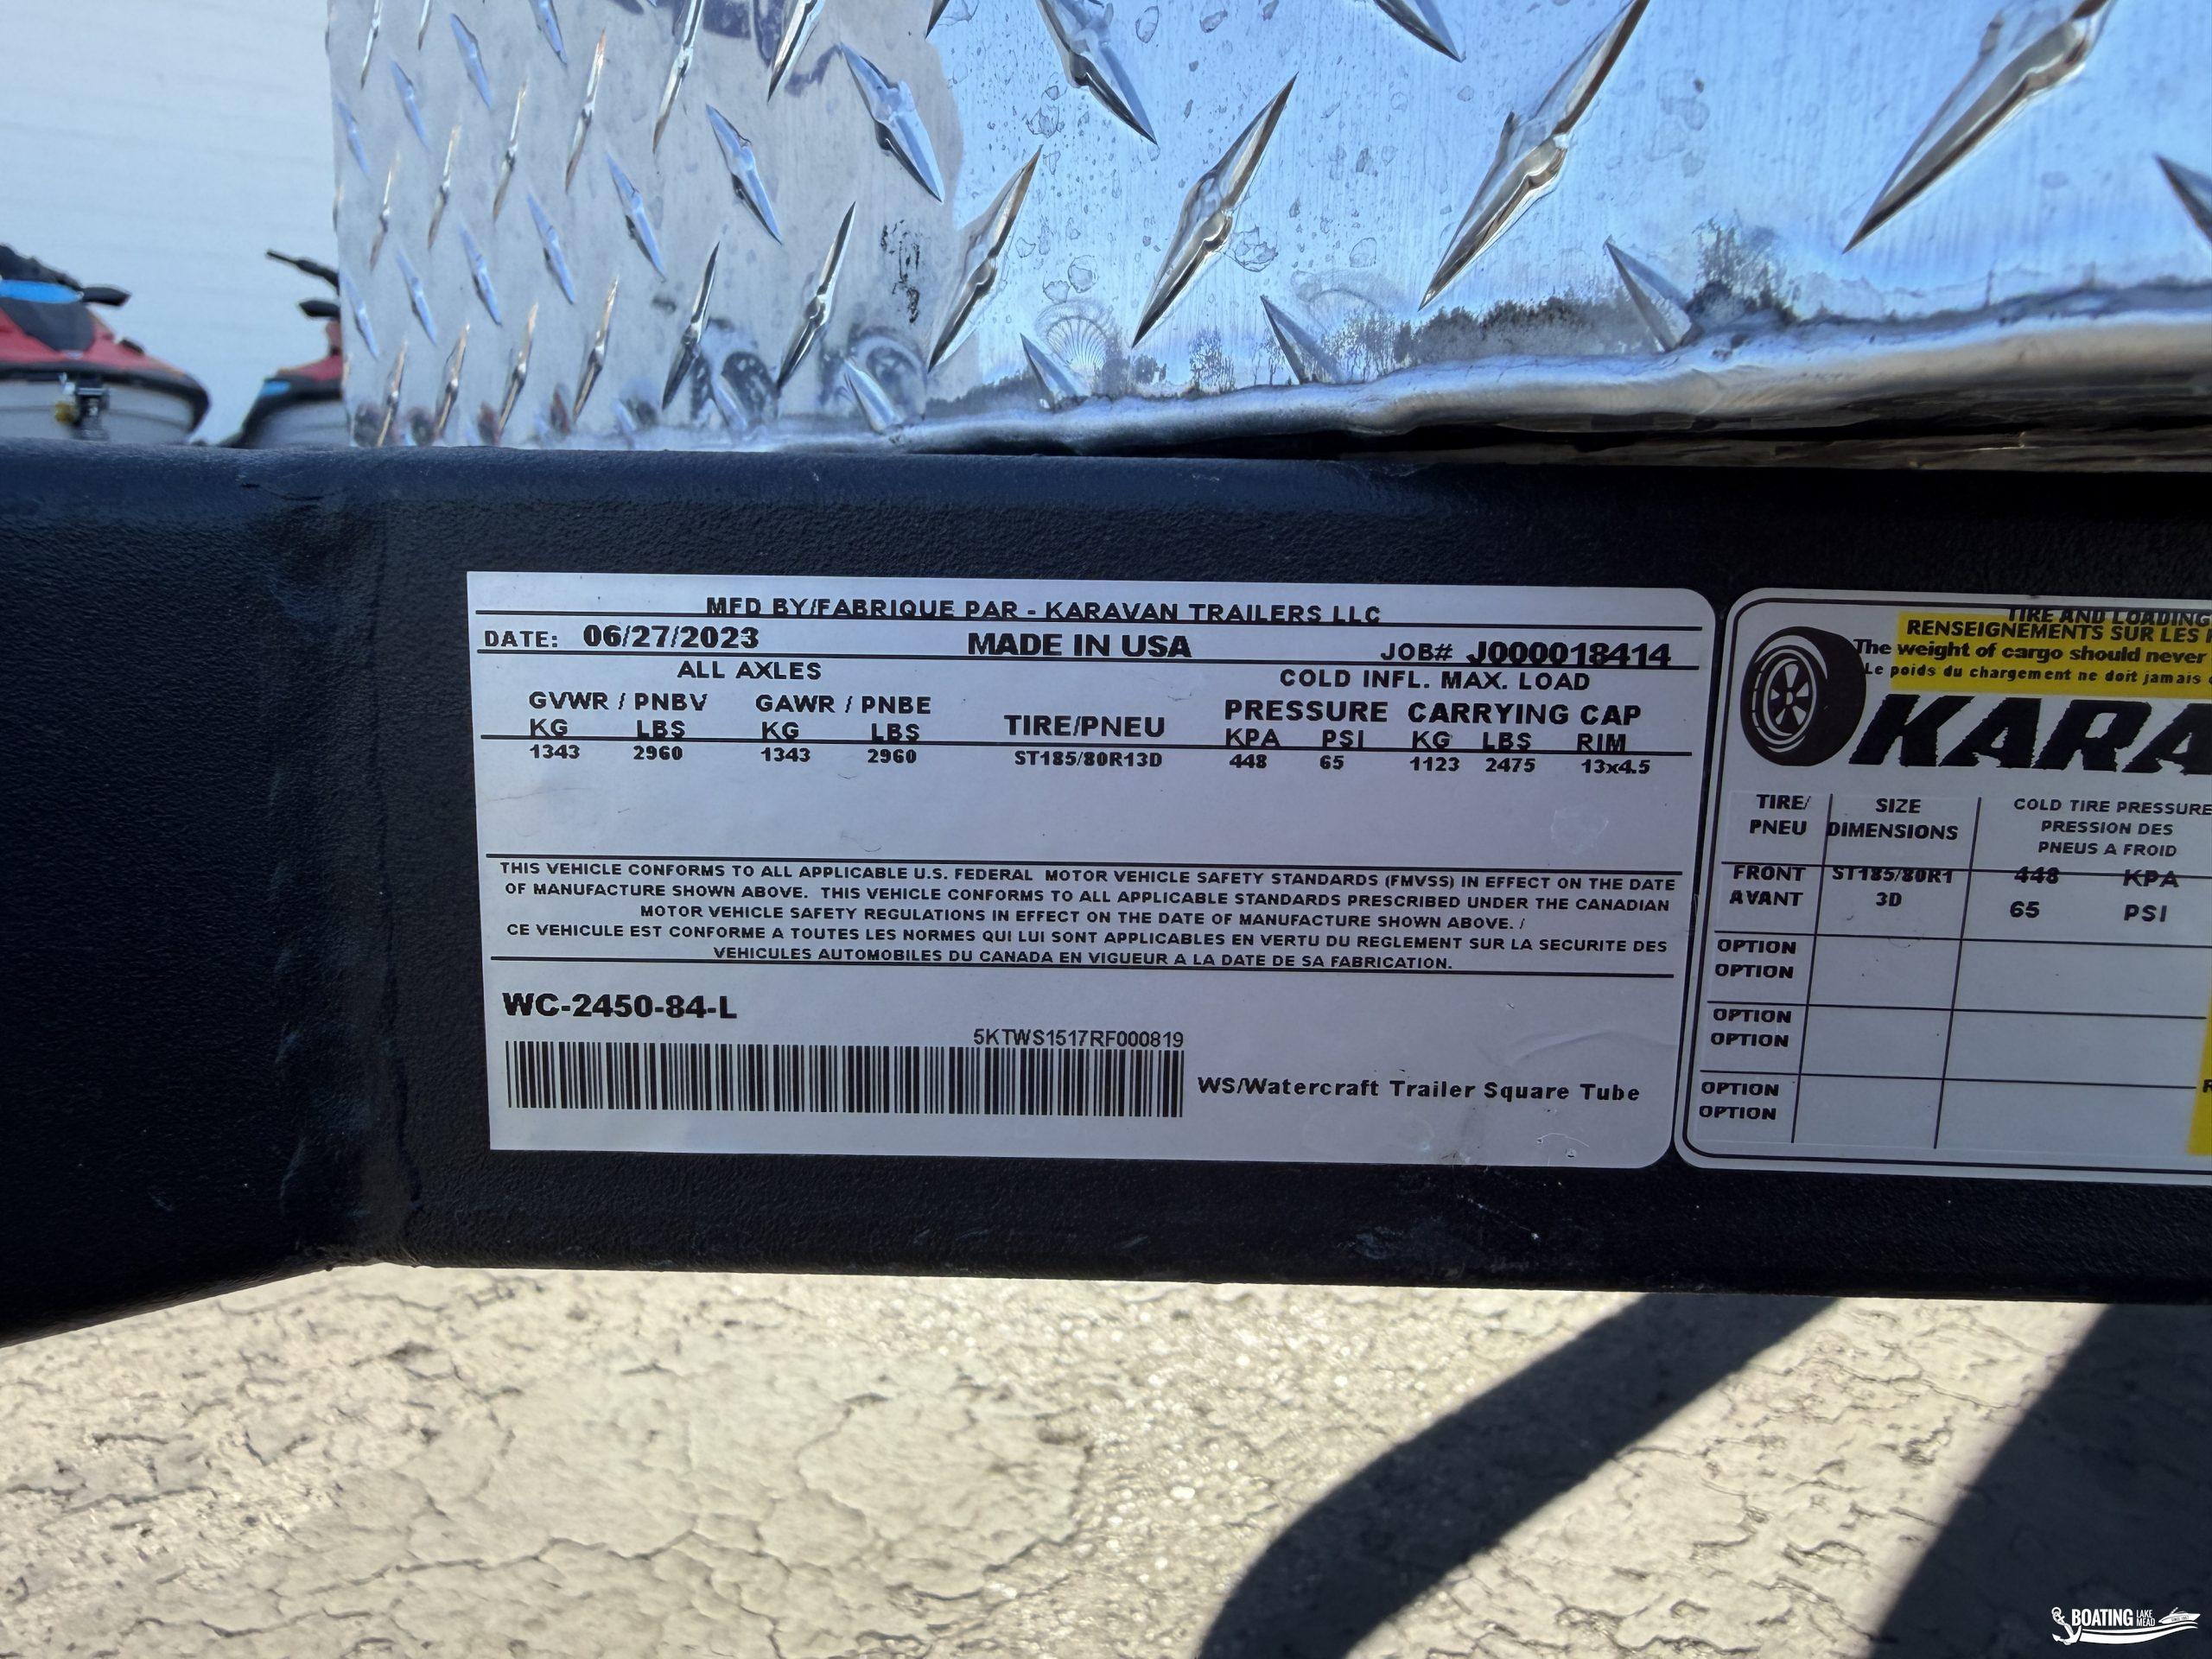 MFD BY/FABRIQUE PAR - KARAVAN TRAILERS LLC
DATE: 06/27/2023 MADE IN USA JOB# J000018414
ALL AXLES COLD INFL. MAX. LOAD
GVWR / PNBV GAWR / PNBE TIRE/PNEU PRESSURE CARRYING CAP
KG LBS KG LBS KPA PSI KG LBS RIM
1343 2960 1343 2960 ST185/80R13D 448 65 1123 2475 13x4.5
THIS VEHICLE CONFORMS TO ALL APPLICABLE U.S. FEDERAL MOTOR VEHICLE SAFETY STANDARDS (FMVSS) IN EFFECT ON THE DATE
OF MANUFACTURE SHOWN ABOVE. THIS VEHICLE CONFORMS TO ALL APPLICABLE STANDARDS PRESCRIBED UNDER THE CANADIAN
MOTOR VEHICLE SAFETY REGULATIONS IN EFFECT ON THE DATE OF MANUFACTURE SHOWN ABOVE. /
CE VEHICULE EST CONFORME A TOUTES LES NORMES QUI LUI SONT APPLICABLES EN VERTU DU REGLEMENT SUR LA SECURITE DES
VEHICULES AUTOMOBILES DU CANADA EN VIGUEUR A LA DATE DE SA FABRICATION.
WC-2450-84-L
5KTWS1517RF000819
WS/Watercraft Trailer Square Tube
TIRE AND LOADING
RENSEIGNEMENTS SUR LES
The weight of cargo should never
Le poids du chargement ne doit jamais
KARA
TIRE/ SIZE COLD TIRE PRESSURE
PNEU DIMENSIONS PRESSION DES
PNEUS A FROID
FRONT ST185/80R1 448 KPA
AVANT 3D 65 PSI
OPTION
OPTION
OPTION
OPTION
OPTION
OPTION
BOATING LAKE MEAD